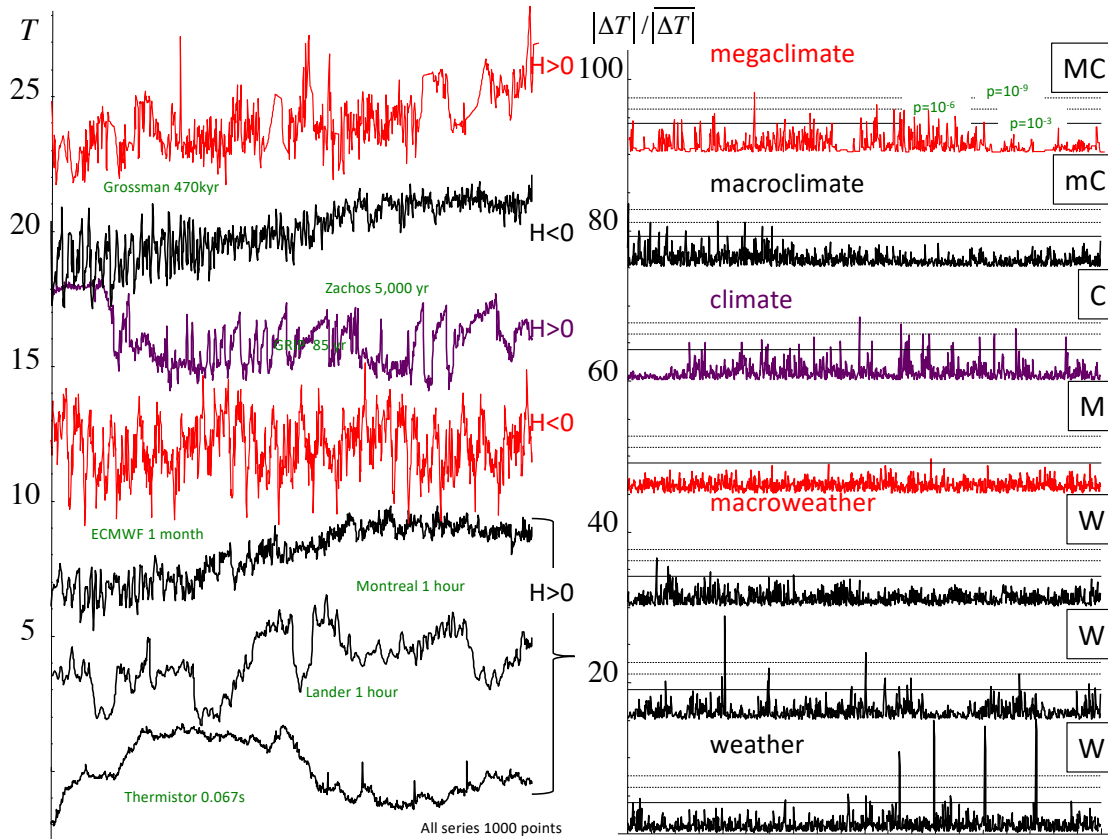 T
25
20
15
10
5
H>0
Grossman 470kyr
H<0
Zachos 5,000 yr
H>0
GRIP 85 yr
H<0
ECMWF 1 month
Montreal 1 hour
H>0
Lander 1 hour
Thermistor 0.067s
All series 1000 points
|ΔT| / |ΔT|
100
80
60
40
20
megaclimate
MC
p=10⁻⁹
p=10⁻⁶
p=10⁻³
macroclimate
mC
climate
C
M
macroweather
W
W
weather
W